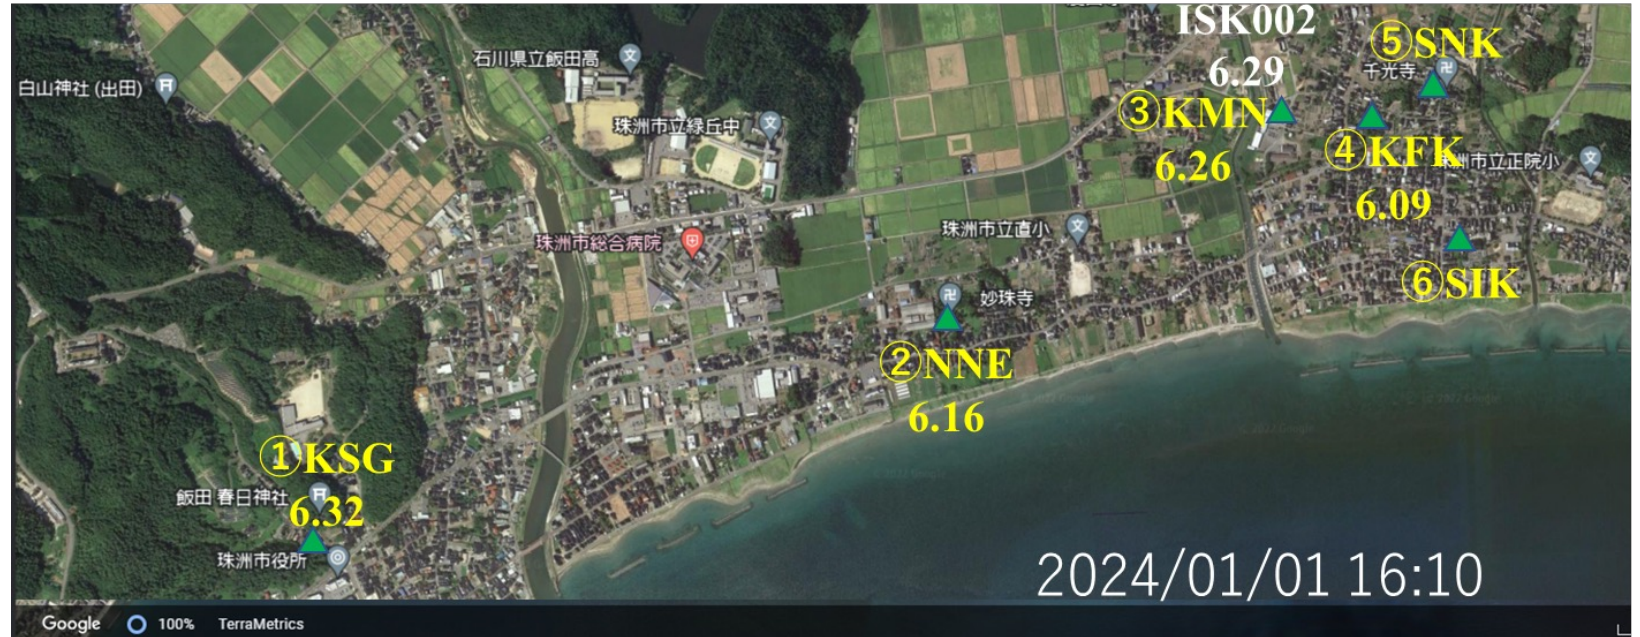 ISK002
6.29
⑤SNK
千光寺
石川県立飯田高
白山神社 (出田)
③KMN
6.26
珠洲市立緑丘中
④KFK
6.09
珠洲市立正院小
珠洲市立直小
珠洲市総合病院
⑥SIK
妙珠寺
②NNE
6.16
①KSG
6.32
飯田 春日神社
珠洲市役所
2024/01/01 16:10
Google
100%
TerraMetrics